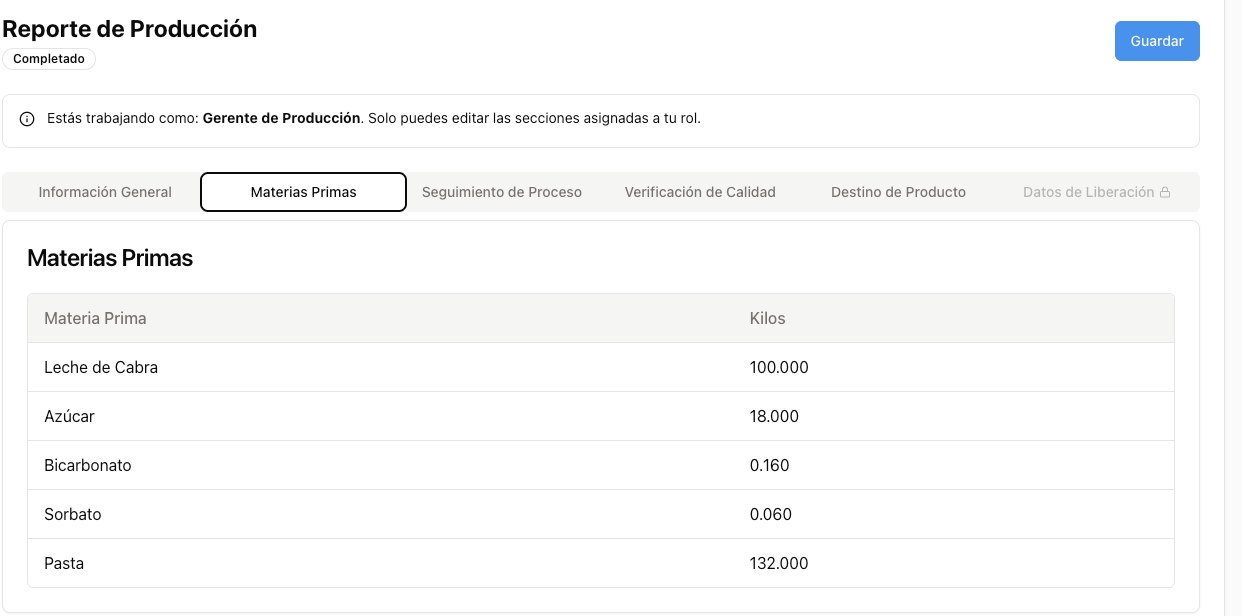 Reporte de Producción
Completado
Guardar
Estás trabajando como: Gerente de Producción. Solo puedes editar las secciones asignadas a tu rol.
Información General Materias Primas Seguimiento de Proceso Verificación de Calidad Destino de Producto Datos de Liberación
Materias Primas
Materia Prima Kilos
Leche de Cabra 100.000
Azúcar 18.000
Bicarbonato 0.160
Sorbato 0.060
Pasta 132.000